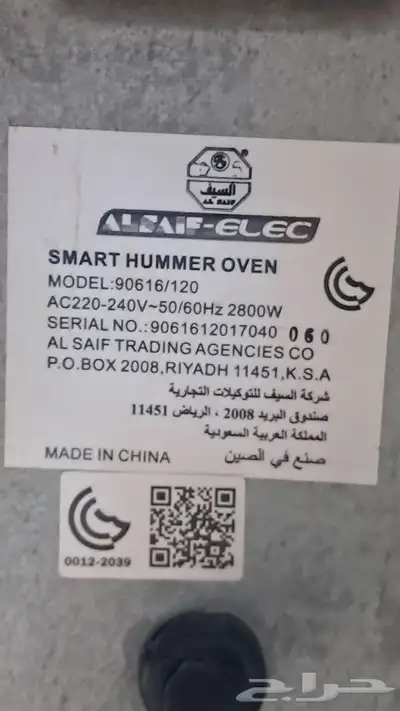 السيف
AL SAIF
ALSAIF-ELEC
SMART HUMMER OVEN
MODEL:90616/120
AC220-240V~50/60Hz 2800W
SERIAL NO.:9061612017040 060
AL SAIF TRADING AGENCIES CO
P.O.BOX 2008,RIYADH 11451,K.S.A
شركة السيف للتوكيلات التجارية
صندوق البريد 2008 ، الرياض 11451
المملكة العربية السعودية
MADE IN CHINA صنع في الصين
0012-2039
حراج